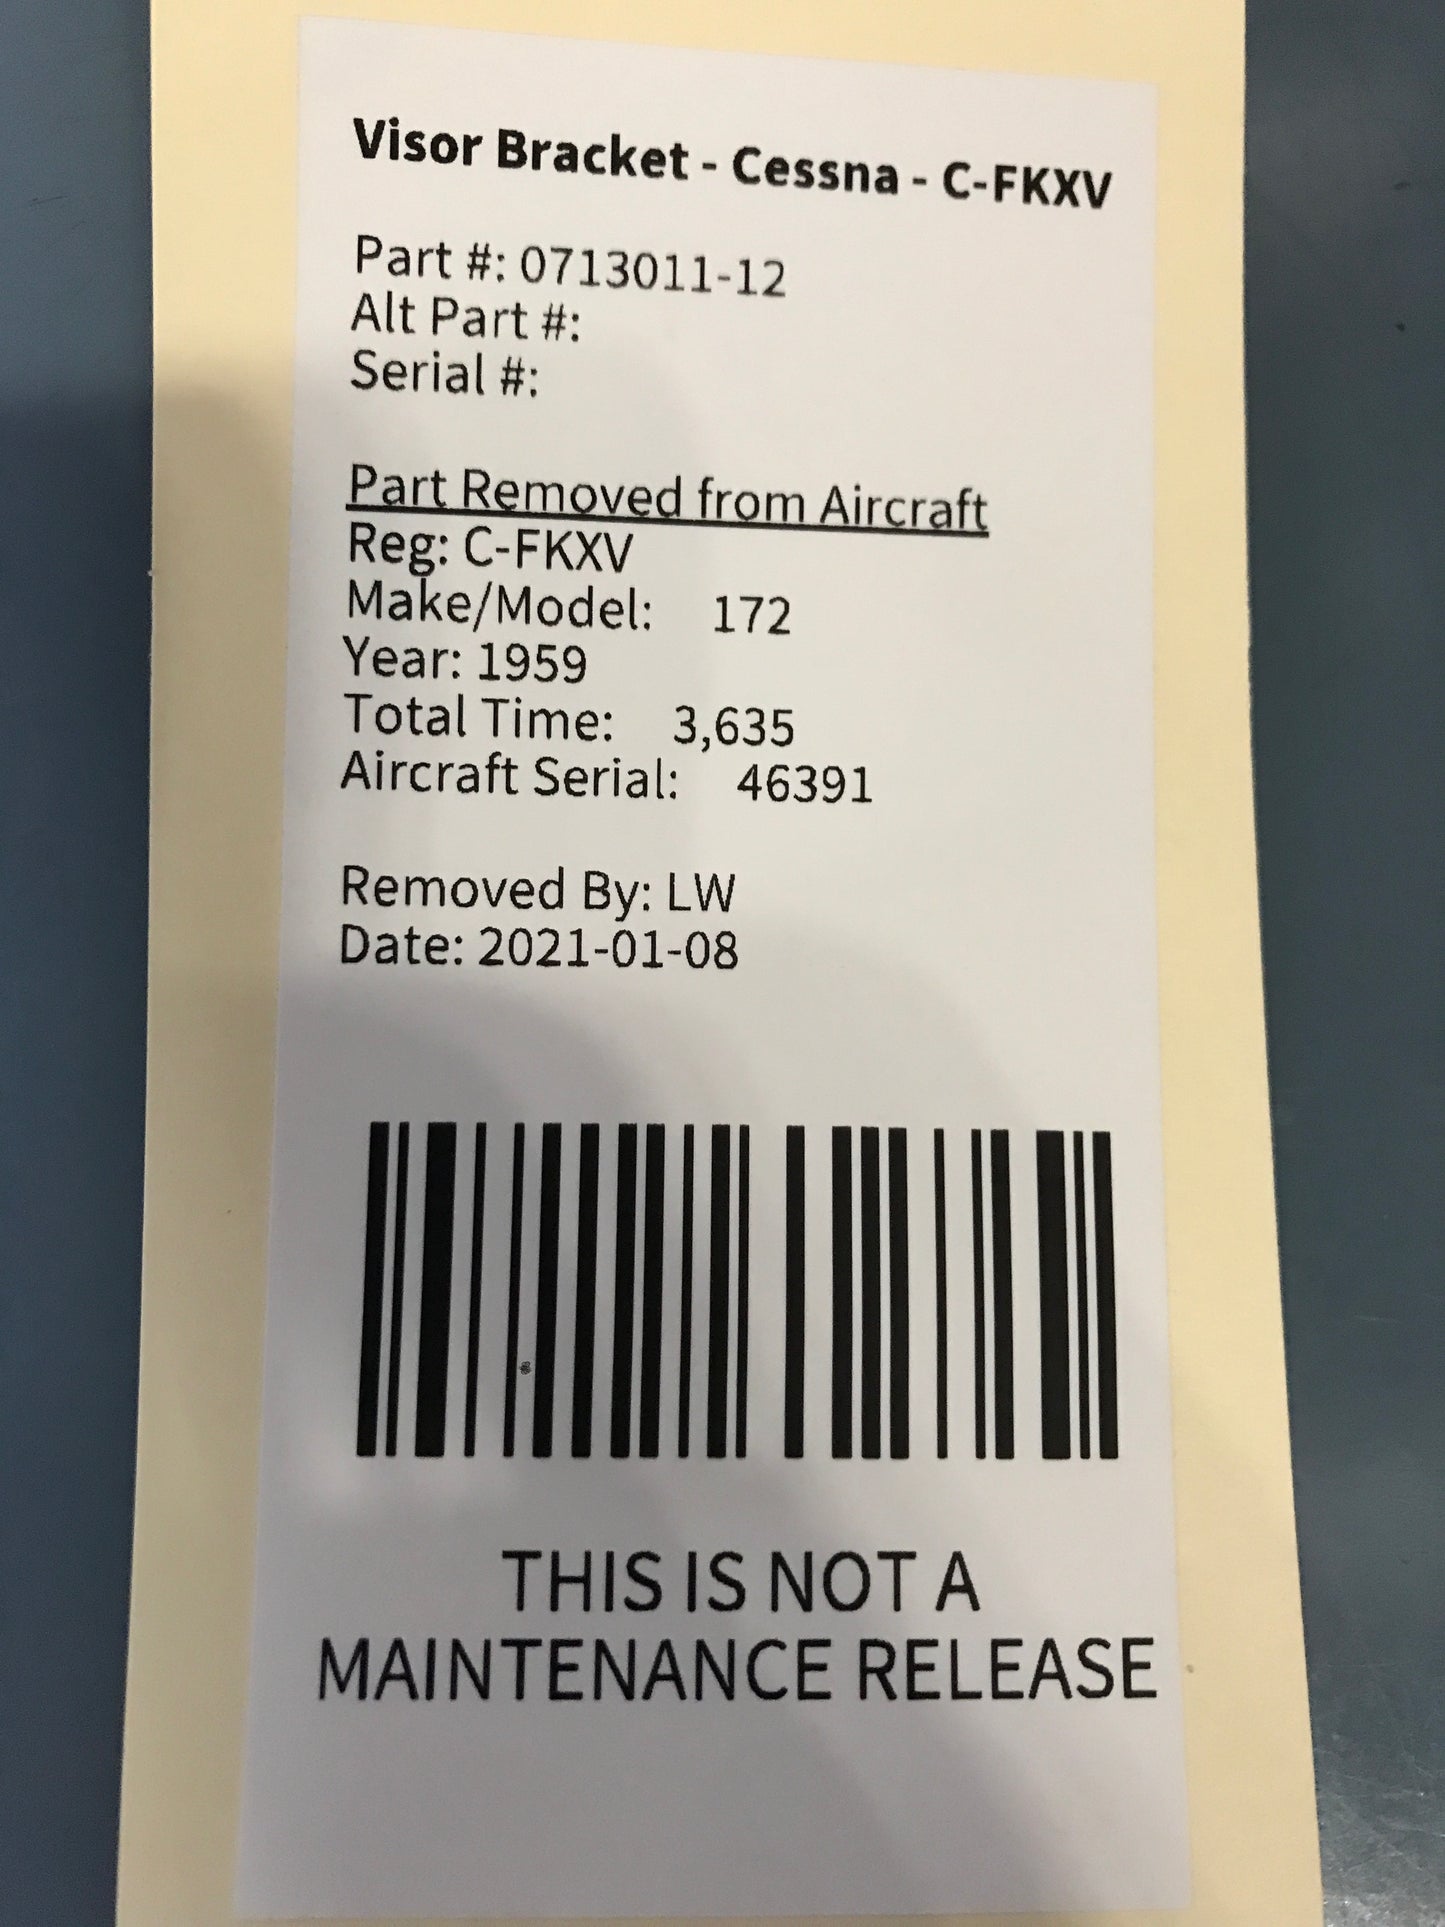 Visor Bracket - Cessna - C-FKXV
Part #: 0713011-12
Alt Part #:
Serial #:
Part Removed from Aircraft
Reg: C-FKXV
Make/Model: 172
Year: 1959
Total Time: 3,635
Aircraft Serial: 46391
Removed By: LW
Date: 2021-01-08
THIS IS NOT A
MAINTENANCE RELEASE